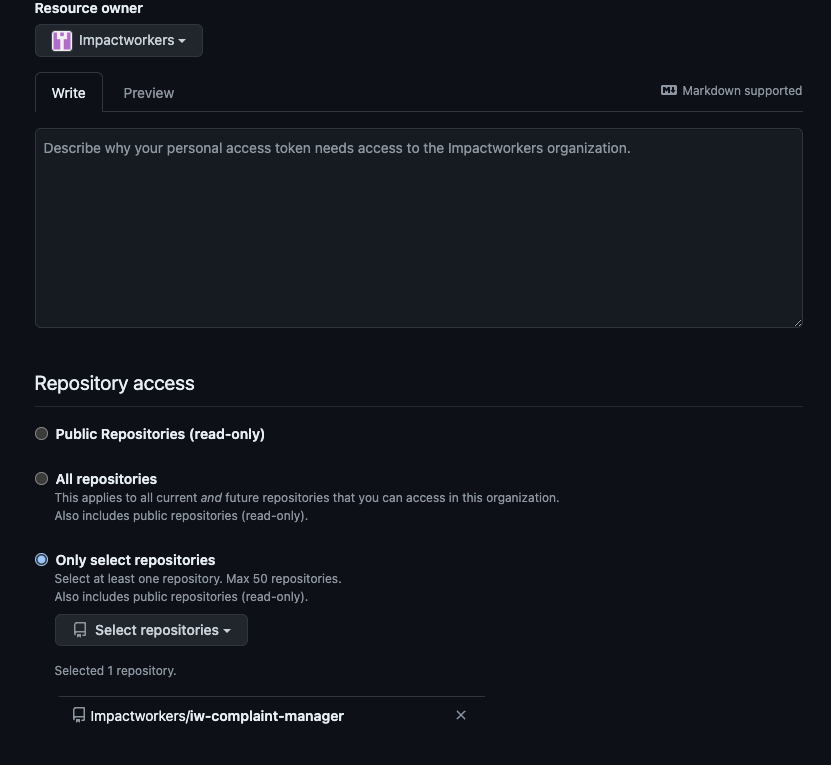 Resource owner
Impactworkers
Write
Preview
Markdown supported
Describe why your personal access token needs access to the Impactworkers organization.
Repository access
Public Repositories (read-only)
All repositories
This applies to all current and future repositories that you can access in this organization.
Also includes public repositories (read-only).
Only select repositories
Select at least one repository. Max 50 repositories.
Also includes public repositories (read-only).
Select repositories
Selected 1 repository.
Impactworkers/iw-complaint-manager